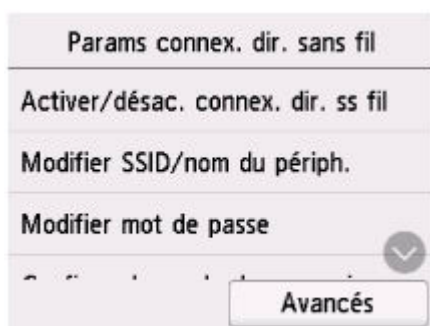 Params connex. dir. sans fil
Activer/désac. connex. dir. ss fil
Modifier SSID/nom du périph.
Modifier mot de passe
Avancés